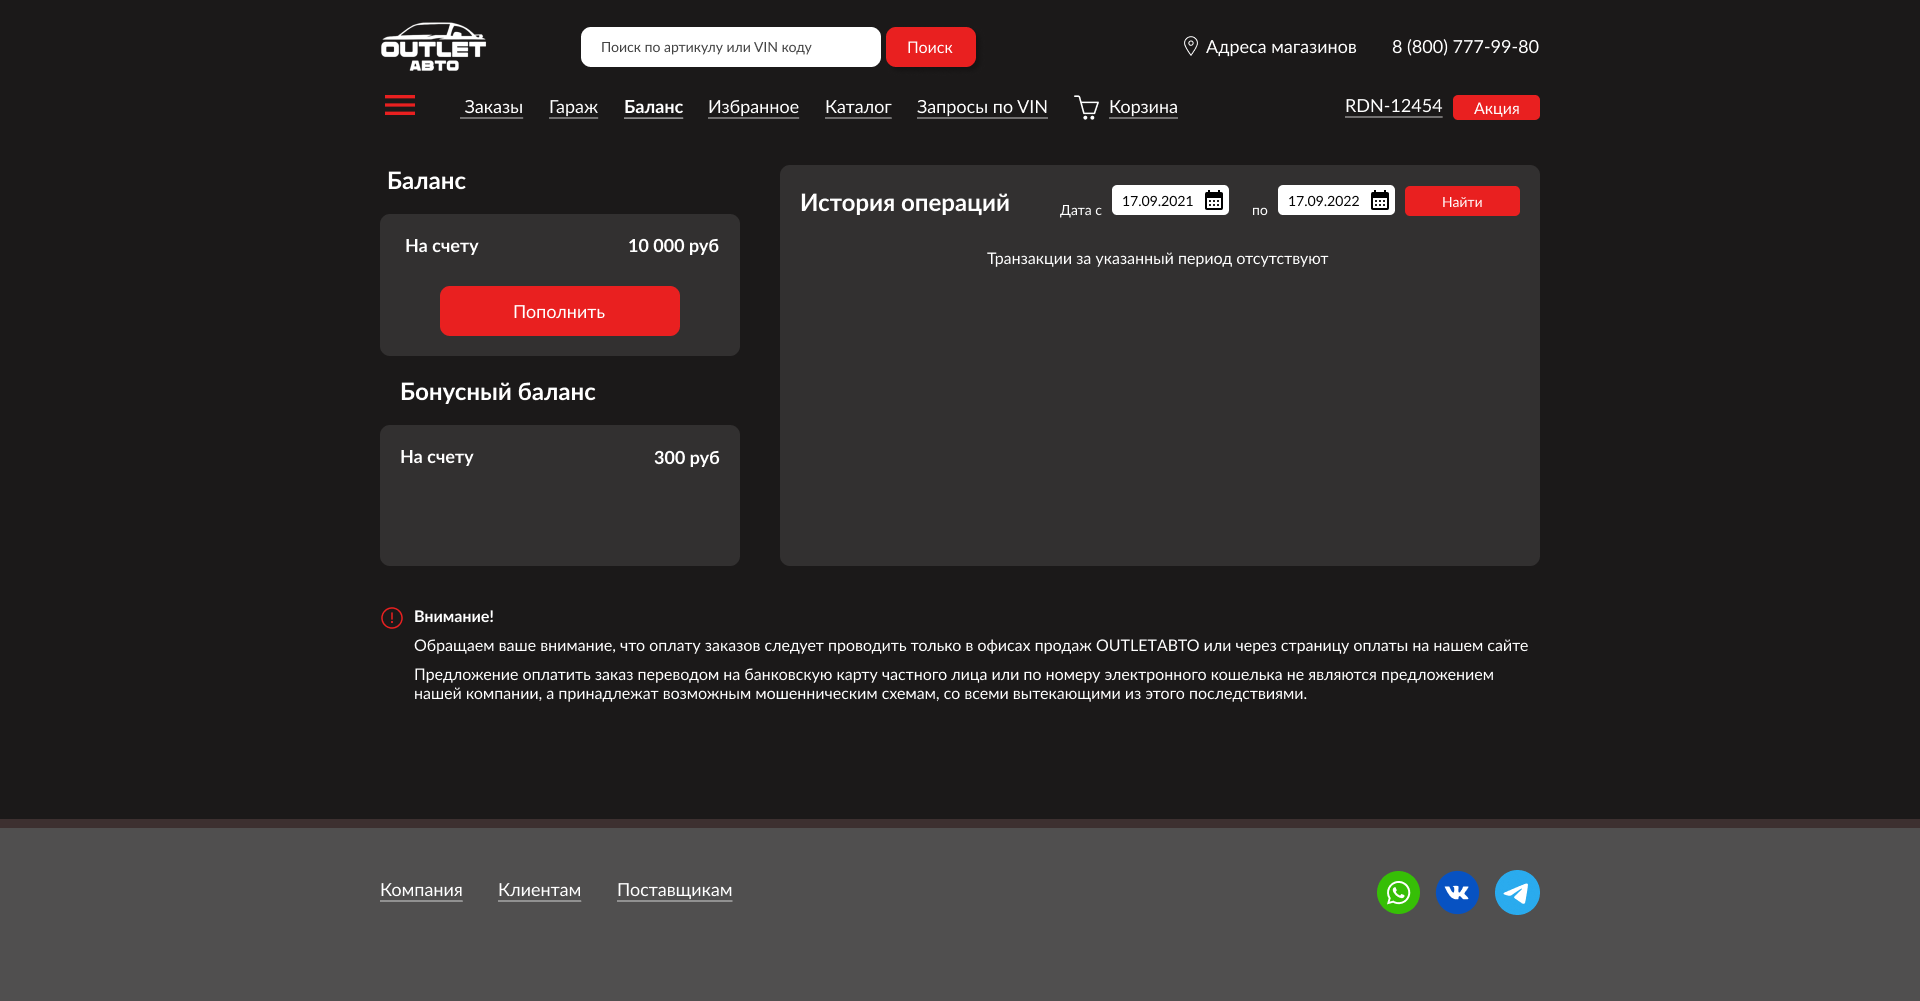 OUTLET
АВТО
Поиск по артикулу или VIN коду
Поиск
Адреса магазинов
8 (800) 777-99-80
Заказы
Гараж
Баланс
Избранное
Каталог
Запросы по VIN
Корзина
RDN-12454
Акция
Баланс
На счету
10 000 руб
Пополнить
Бонусный баланс
На счету
300 руб
История операций
Дата с
17.09.2021
по
17.09.2022
Найти
Транзакции за указанный период отсутствуют
Внимание!
Обращаем ваше внимание, что оплату заказов следует проводить только в офисах продаж OUTLETАВТО или через страницу оплаты на нашем сайте
Предложение оплатить заказ переводом на банковскую карту частного лица или по номеру электронного кошелька не являются предложением
нашей компании, а принадлежат возможным мошенническим схемам, со всеми вытекающими из этого последствиями.
Компания
Клиентам
Поставщикам